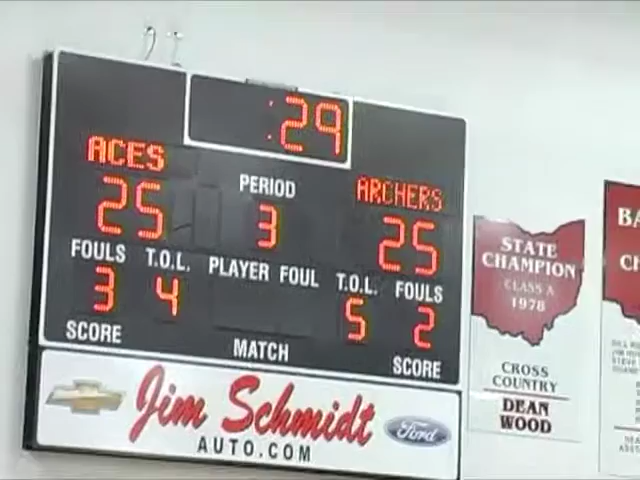 :29
ACES
ARCHERS
25
PERIOD
25
3
FOULS T.O.L. PLAYER FOUL T.O.L. FOULS
3 4 5 2
SCORE MATCH SCORE
Jim Schmidt
Ford
AUTO.COM
STATE
CHAMPION
CLASS A
1978
CROSS
COUNTRY
DEAN
WOOD